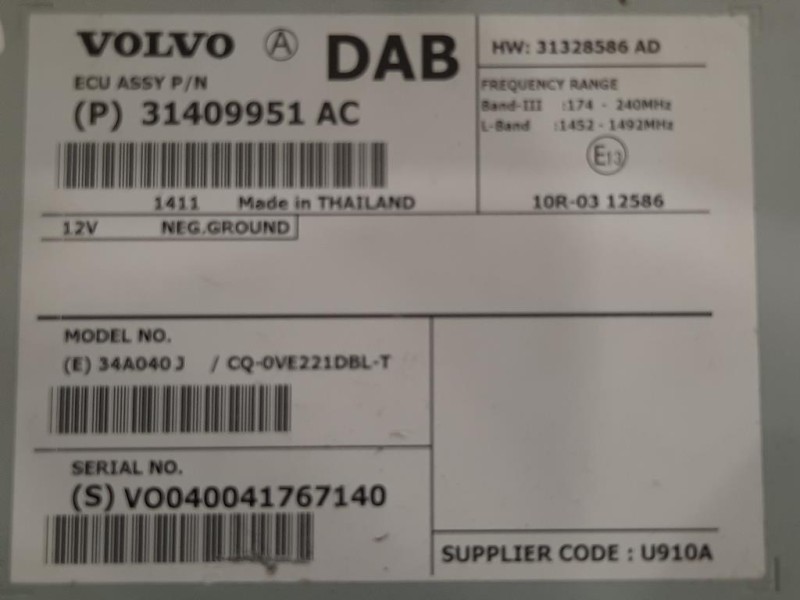 VOLVO A DAB
ECU ASSY P/N
(P) 31409951 AC
1411 Made in THAILAND
12V NEG.GROUND
HW: 31328586 AD
FREQUENCY RANGE
Band-III :174 - 240MHz
L-Band :1452 - 1492MHz
E13
10R-03 12586
MODEL NO.
(E) 34A040J / CQ-0VE221DBL-T
SERIAL NO.
(S) VO040041767140
SUPPLIER CODE : U910A